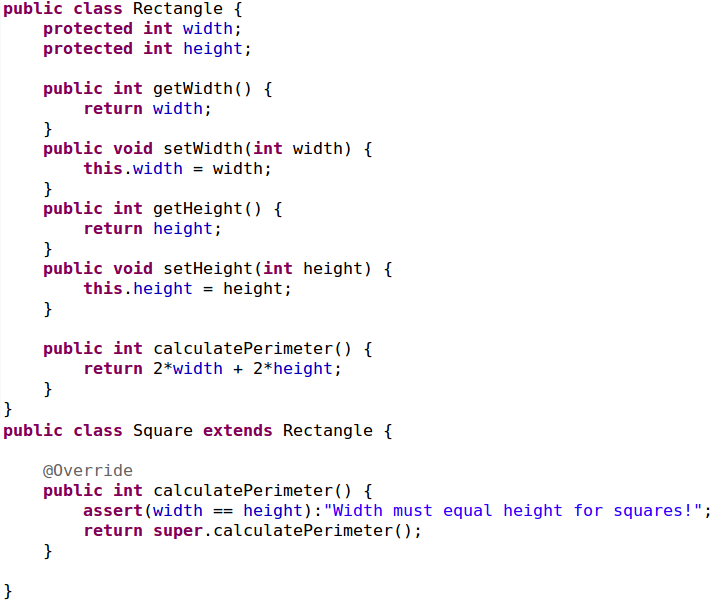 public class Rectangle {
    protected int width;
    protected int height;

    public int getWidth() {
        return width;
    }
    public void setWidth(int width) {
        this.width = width;
    }
    public int getHeight() {
        return height;
    }
    public void setHeight(int height) {
        this.height = height;
    }

    public int calculatePerimeter() {
        return 2*width + 2*height;
    }
}
public class Square extends Rectangle {

    @Override
    public int calculatePerimeter() {
        assert(width == height):"Width must equal height for squares!";
        return super.calculatePerimeter();
    }

}